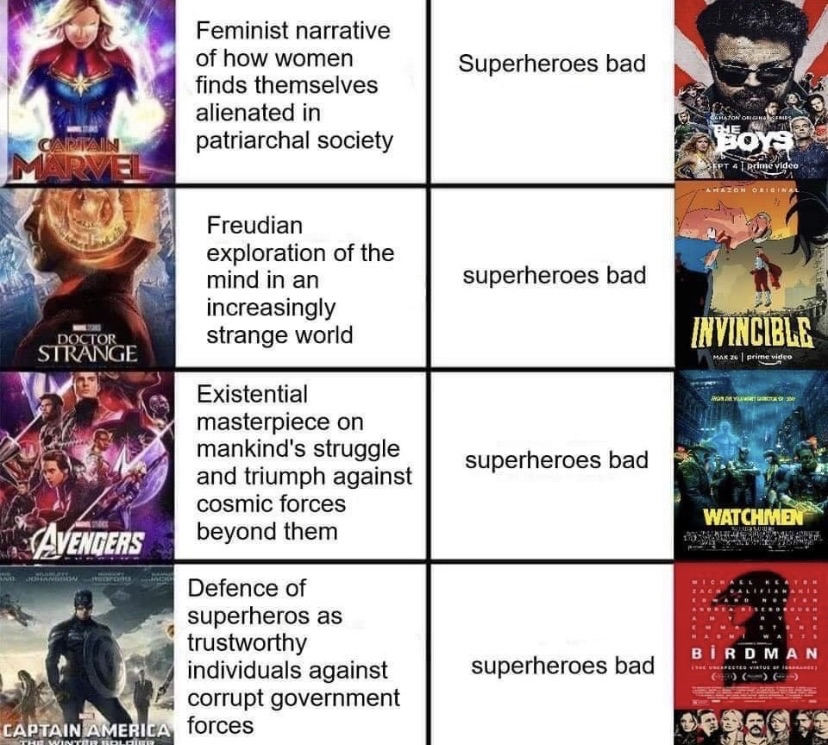 Feminist narrative
of how women
finds themselves
alienated in
patriarchal society
Superheroes bad
MARVEL STUDIOS
CAPTAIN
MARVEL
AMAZON ORIGINAL SERIES
THE
BOYS
SEPT 4 | prime video
Freudian
exploration of the
mind in an
increasingly
strange world
superheroes bad
DOCTOR
STRANGE
AMAZON ORIGINAL
INVINCIBLE
MAR 26 | prime video
Existential
masterpiece on
mankind's struggle
and triumph against
cosmic forces
beyond them
superheroes bad
AVENGERS
WATCHMEN
Defence of
superheros as
trustworthy
individuals against
corrupt government
forces
superheroes bad
CAPTAIN AMERICA
THE WINTER SOLDIER
MICHAEL KEATON
ZACH GALIFIANAKIS
EDWARD NORTON
ANDREA RISEBOROUGH
AMY RYAN
EMMA STONE
NAOMI WATTS
BIRDMAN
(THE UNEXPECTED VIRTUE OF IGNORANCE)